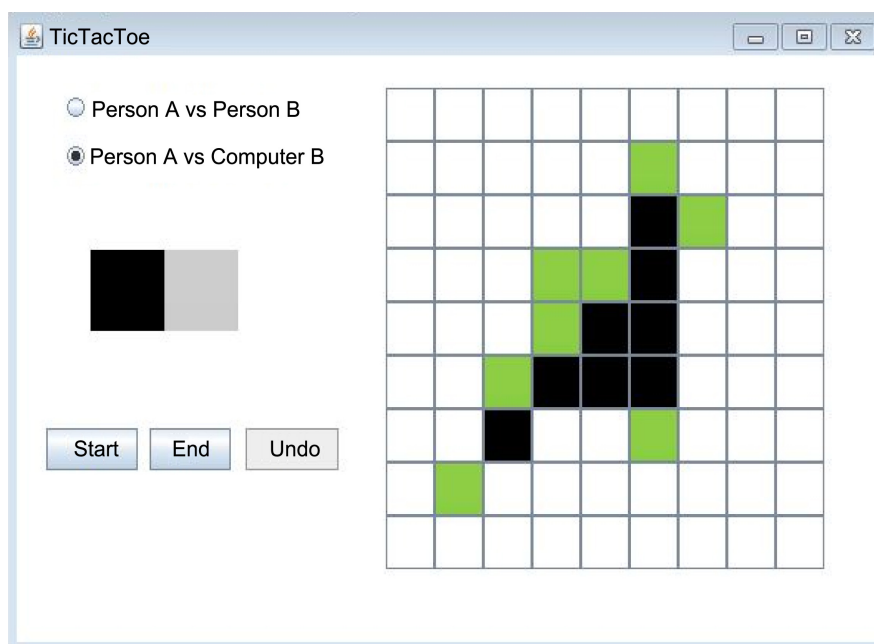 TicTacToe
Person A vs Person B
Person A vs Computer B
Start
End
Undo